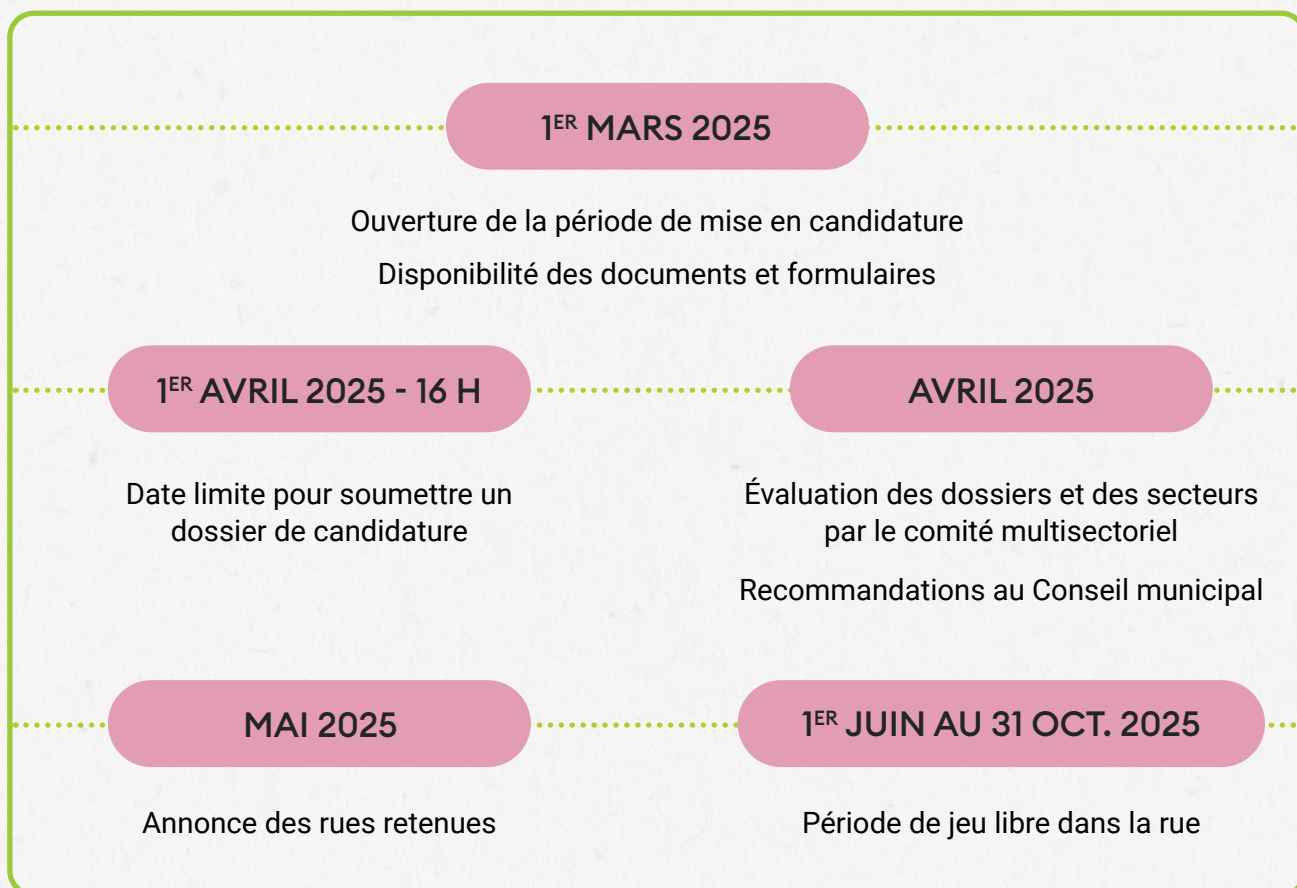 1ER MARS 2025
Ouverture de la période de mise en candidature
Disponibilité des documents et formulaires
1ER AVRIL 2025 - 16 H
Date limite pour soumettre un
dossier de candidature
AVRIL 2025
Évaluation des dossiers et des secteurs
par le comité multisectoriel
Recommandations au Conseil municipal
MAI 2025
Annonce des rues retenues
1ER JUIN AU 31 OCT. 2025
Période de jeu libre dans la rue